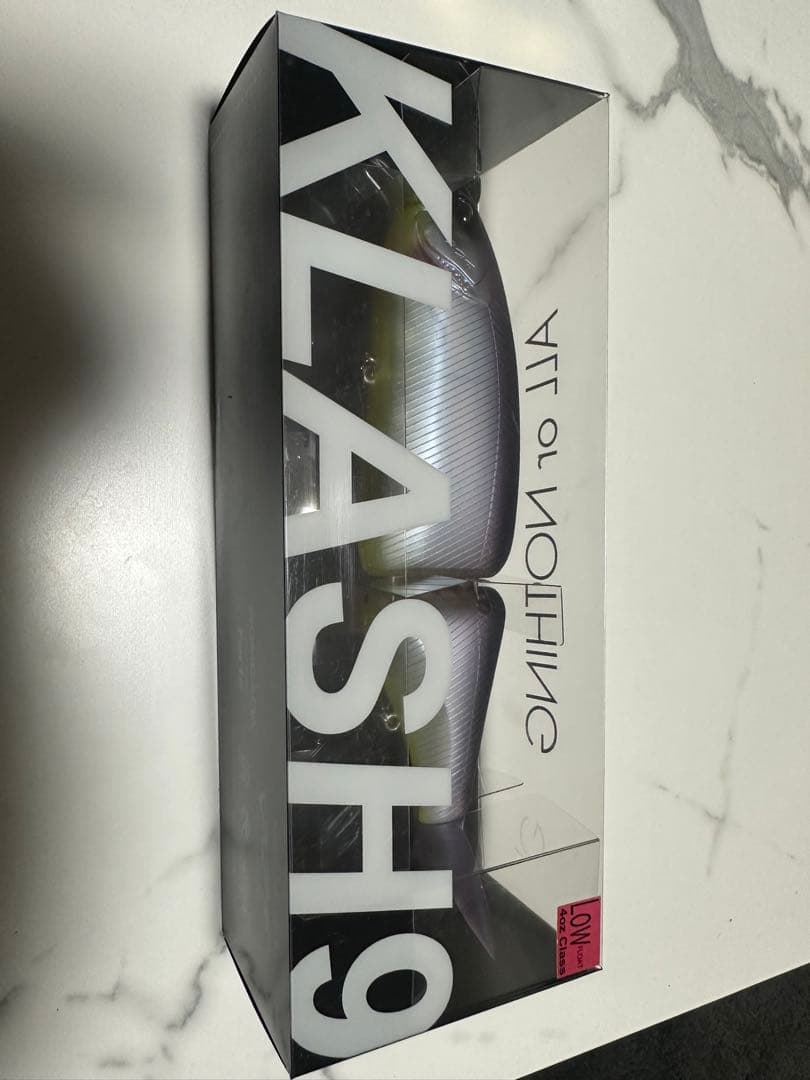 KLASH9
ALL or NOTHING
LOW FLOAT
4oz Class